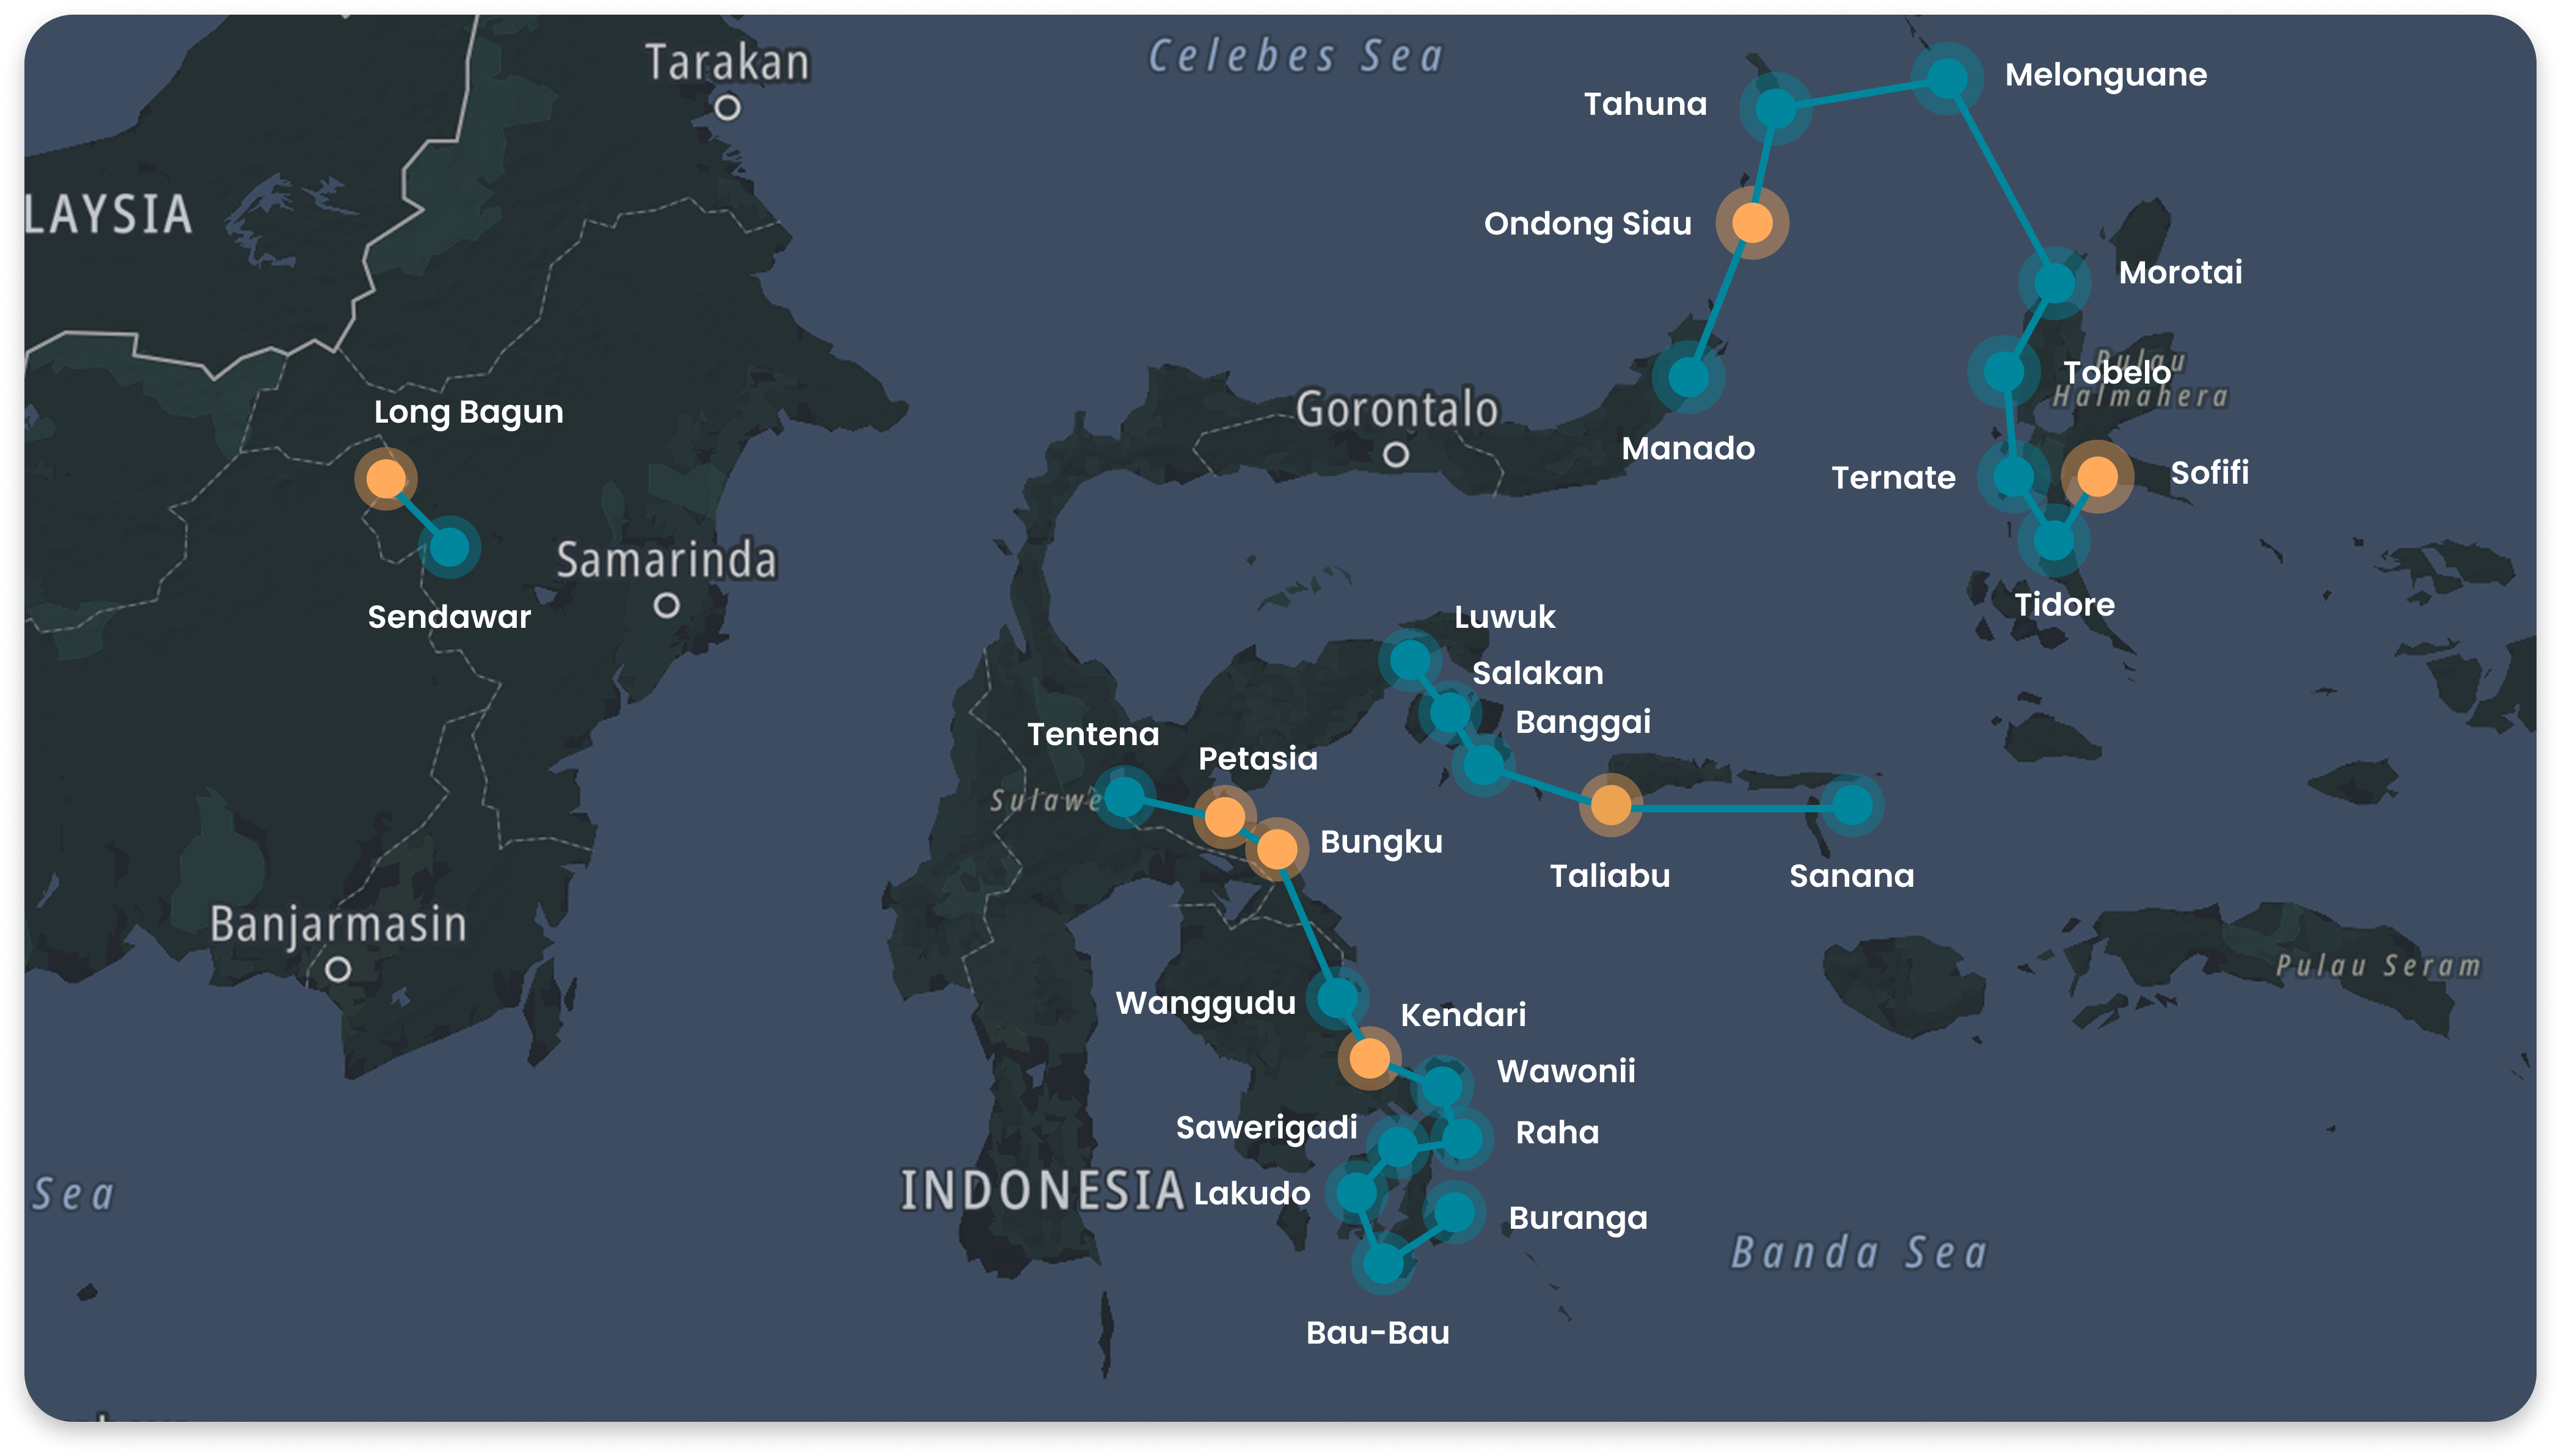 Tarakan
Celebes Sea
Melonguane
Tahuna
LAYSIA
Ondong Siau
Morotai
Pulau
Halmahera
Tobelo
Long Bagun
Gorontalo
Manado
Ternate
Sofifi
Samarinda
Sendawar
Tidore
Luwuk
Salakan
Banggai
Tentena
Petasia
Sulawe
Bungku
Taliabu
Sanana
Banjarmasin
Pulau Seram
Wanggudu
Kendari
Wawonii
Sawerigadi
Raha
INDONESIA
Lakudo
Sea
Buranga
Banda Sea
Bau-Bau